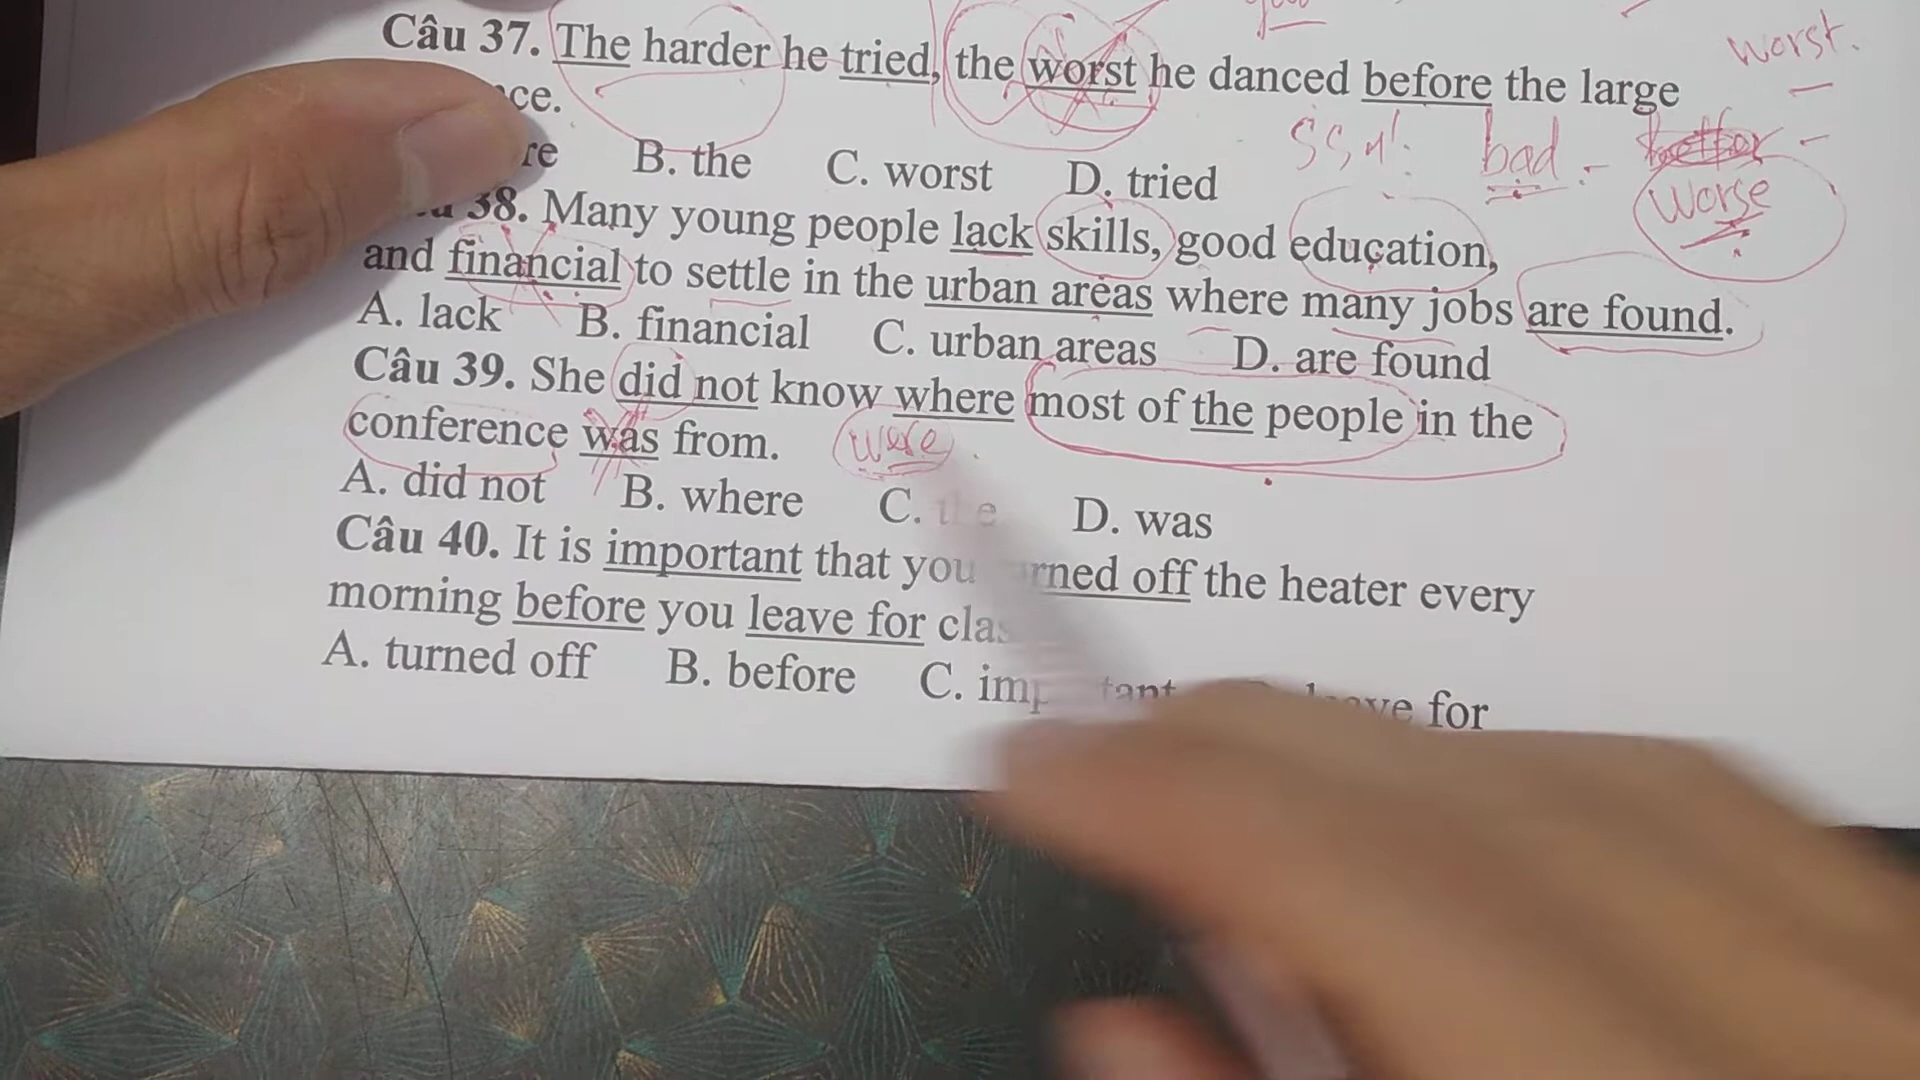 worst.
Câu 37. The harder he tried, the worst he danced before the large
ce.
re B. the C. worst D. tried
bad
worse
38. Many young people lack skills, good education,
and financial to settle in the urban areas where many jobs are found.
A. lack B. financial C. urban areas D. are found
Câu 39. She did not know where most of the people in the
conference was from. were
A. did not B. where C. the D. was
Câu 40. It is important that you rned off the heater every
morning before you leave for clas
A. turned off B. before C. im tant ve for